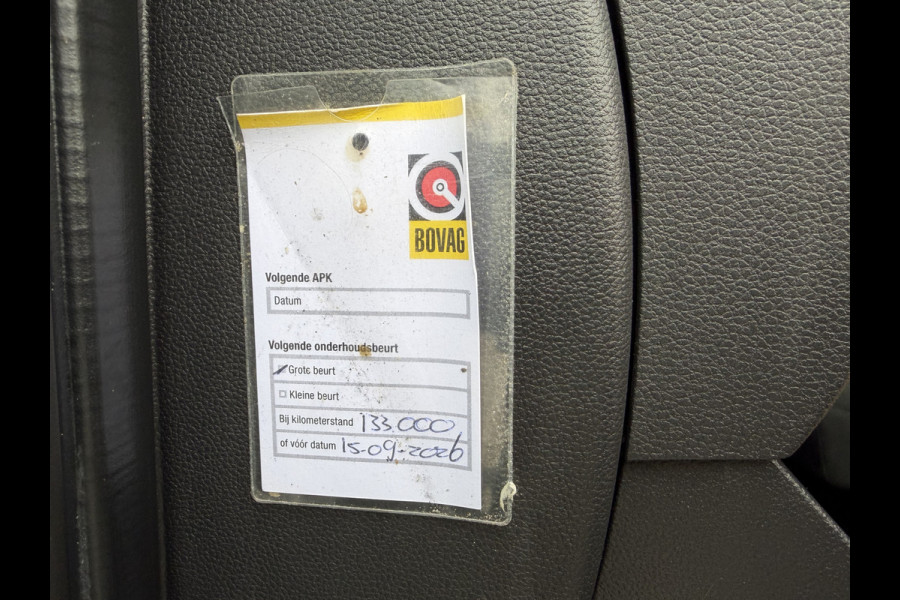 BOVAG
Volgende APK
Datum
Volgende onderhoudsbeurt
Grote beurt
Kleine beurt
Bij kilometerstand 133.000
of vóór datum 15-09-2026